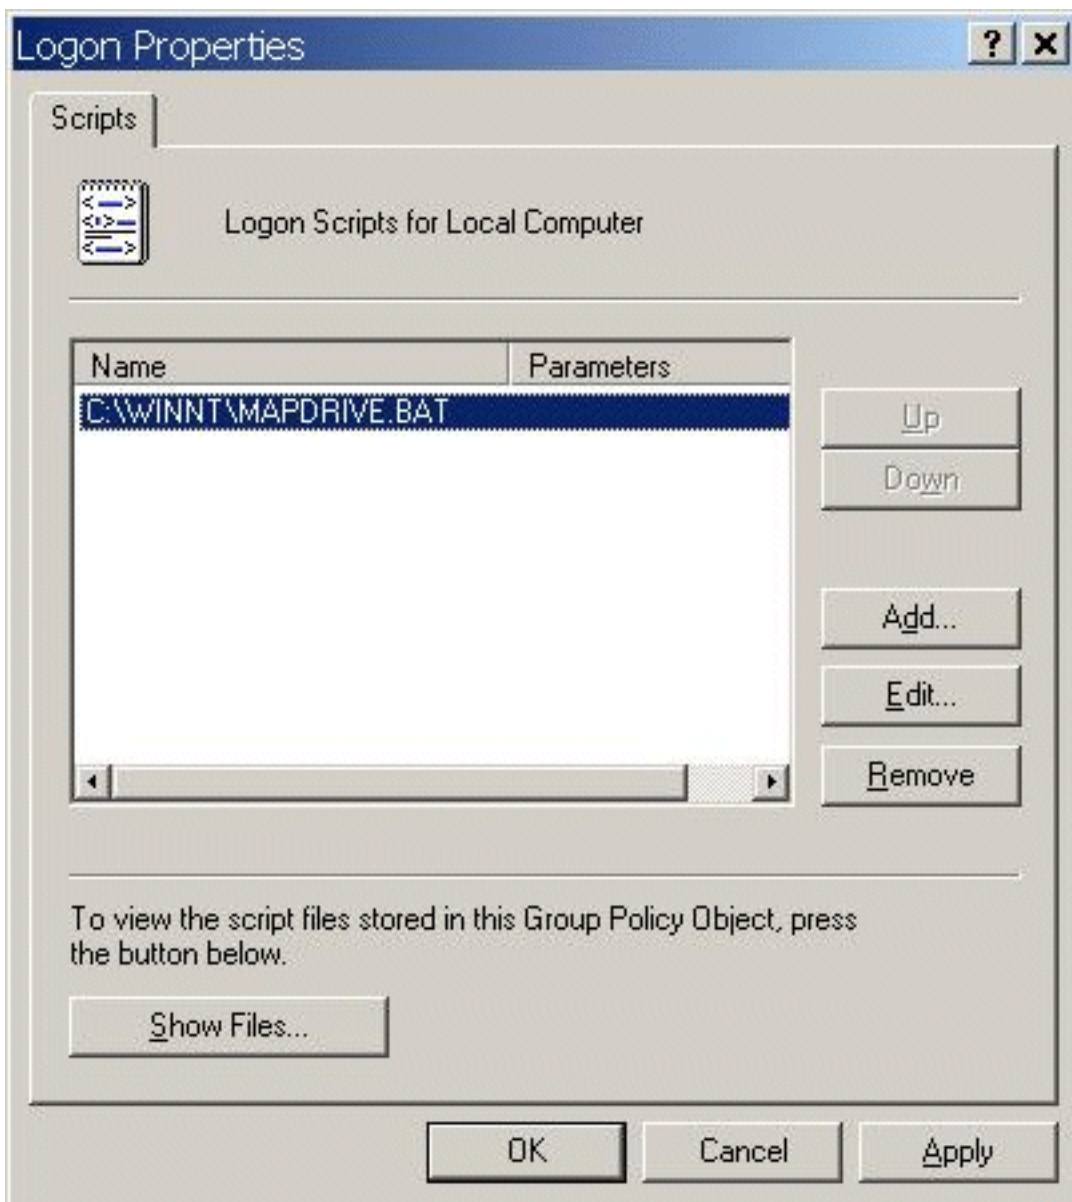 Logon Properties
Scripts
Logon Scripts for Local Computer
Name Parameters
C:\WINNT\MAPDRIVE.BAT
Up
Down
Add...
Edit...
Remove
To view the script files stored in this Group Policy Object, press
the button below.
Show Files...
OK Cancel Apply